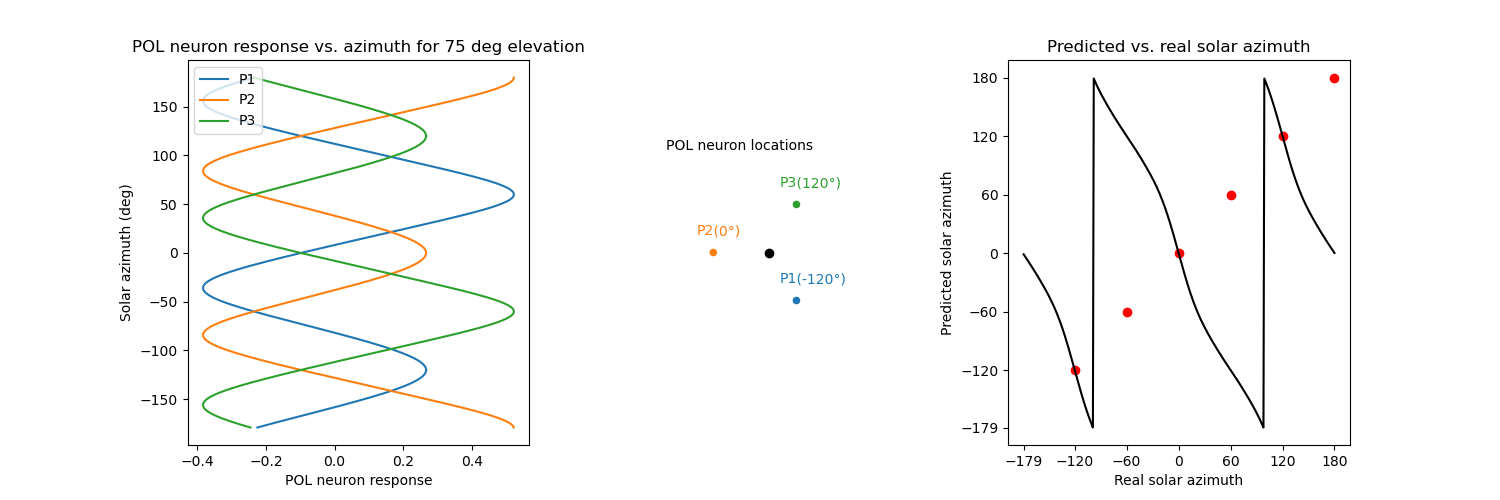 POL neuron response vs. azimuth for 75 deg elevation
P1
P2
P3
150
100
50
0
−50
−100
−150
Solar azimuth (deg)
−0.4
−0.2
0.0
0.2
0.4
POL neuron response
POL neuron locations
P3(120°)
P2(0°)
P1(-120°)
Predicted vs. real solar azimuth
180
120
60
0
−60
−120
−179
Predicted solar azimuth
−179
−120
−60
0
60
120
180
Real solar azimuth